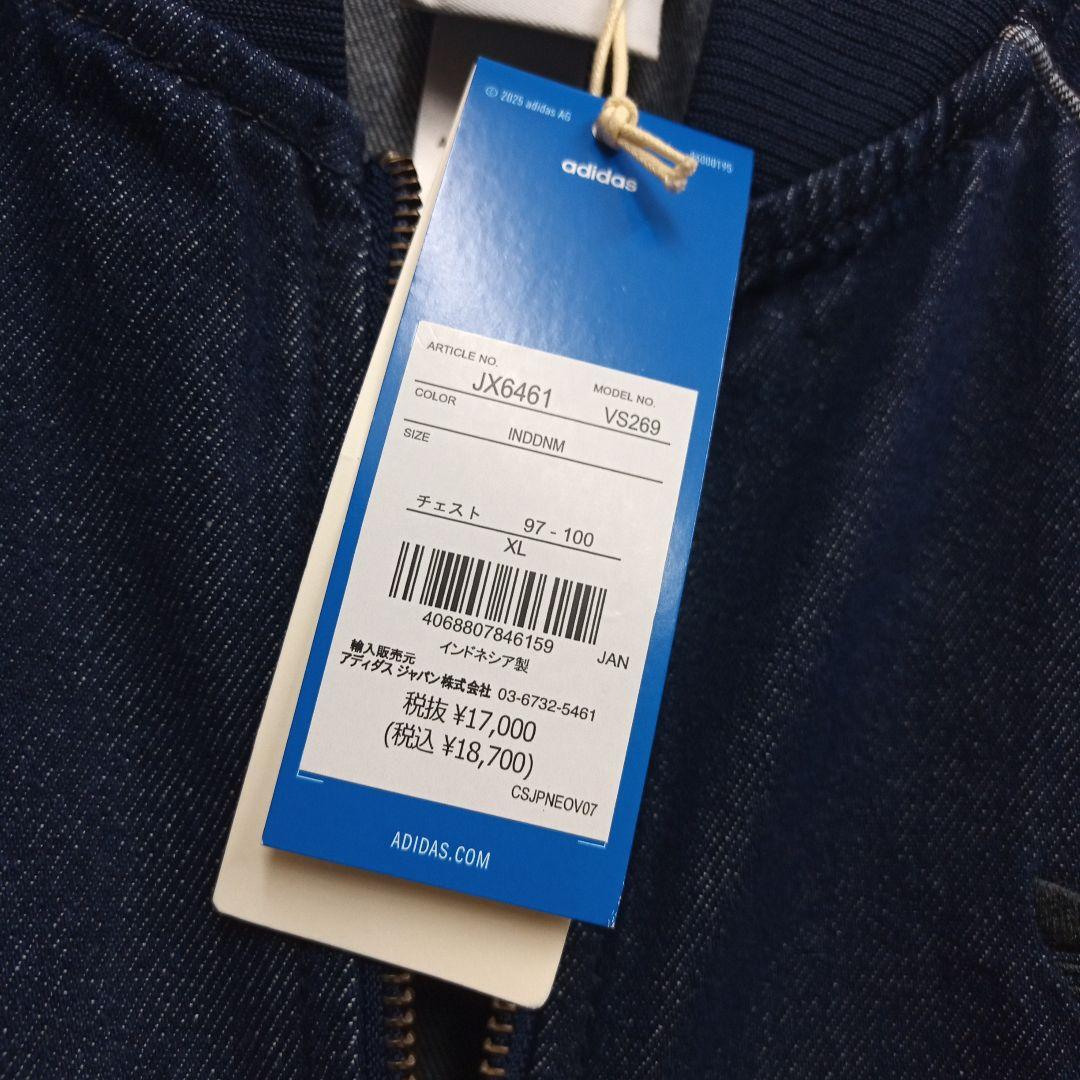 © 2025 adidas AG
adidas
ARTICLE NO.
JX6461
MODEL NO.
VS269
COLOR
INDDNM
SIZE
チェスト 97 - 100
XL
4068807846159
JAN
インドネシア製
輸入販売元
アディダス ジャパン株式会社 03-6732-5461
税抜 ¥17,000
(税込 ¥18,700)
CSJPNEOV07
ADIDAS.COM